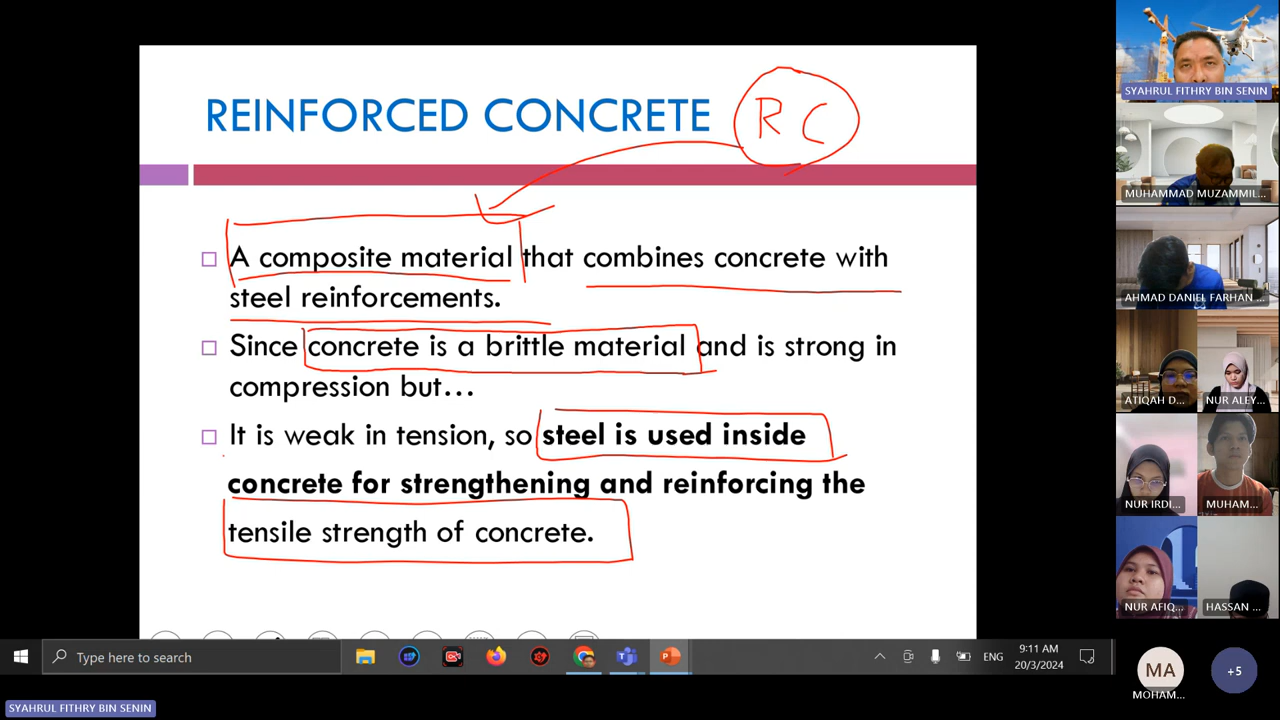 REINFORCED CONCRETE
RC
A composite material that combines concrete with
steel reinforcements.
Since concrete is a brittle material and is strong in
compression but...
It is weak in tension, so steel is used inside
concrete for strengthening and reinforcing the
tensile strength of concrete.
SYAHRUL FITHRY BIN SENIN
MUHAMMAD MUZAMMIL...
AHMAD DANIEL FARHAN ...
ATIQAH D...
NUR ALEY...
NUR IRDI...
MUHAM...
NUR AFIQ...
HASSAN ...
MA
MOHAM...
+5
Type here to search
ENG
9:11 AM
20/3/2024
SYAHRUL FITHRY BIN SENIN